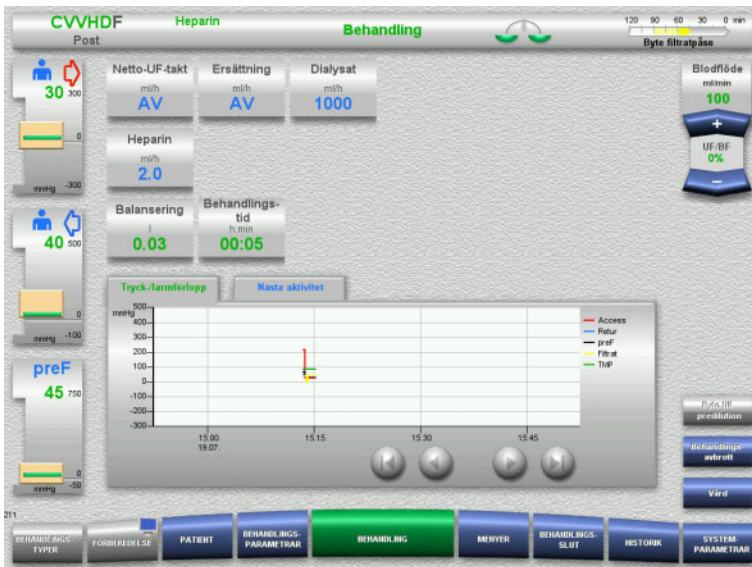 CVVHDF
Post
Heparin
Behandling
120 90 60 30 0 min
Byte filtratpåse
30
300
0
-300
mmHg
Netto-UF-takt
ml/h
AV
Ersättning
ml/h
AV
Dialysat
ml/h
1000
Blodflöde
ml/min
100
+
UF/BF
0%
−
Heparin
ml/h
2.0
40
500
0
-100
mmHg
Balansering
l
0.03
Behandlings-
tid
h:min
00:05
Tryck-/larmförlopp
Nästa aktivitet
mmHg
500
400
300
200
100
0
-100
-200
-300
15:00
19.07.
15:15
15:30
15:45
Access
Retur
preF
Filtrat
TMP
preF
45
750
0
-50
mmHg
Byte till
predilution
Behandlings-
avbrott
Vård
211
BEHANDLINGS-
TYPER
FÖRBEREDELSE
PATIENT
BEHANDLINGS-
PARAMETRAR
BEHANDLING
MENYER
BEHANDLINGS-
SLUT
HISTORIK
SYSTEM-
PARAMETRAR